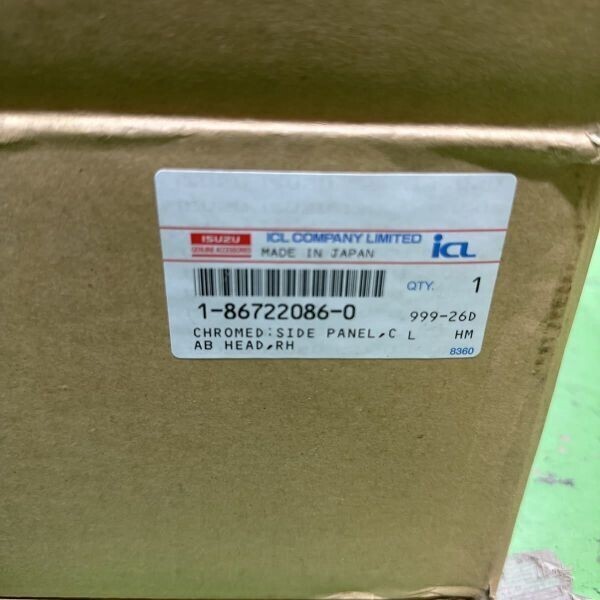 ISUZU ICL COMPANY LIMITED icL
GENUINE ACCESSORIES MADE IN JAPAN
QTY. 1
1-86722086-0 999-26D
CHROMED:SIDE PANEL,C L HM
AB HEAD,RH 8360